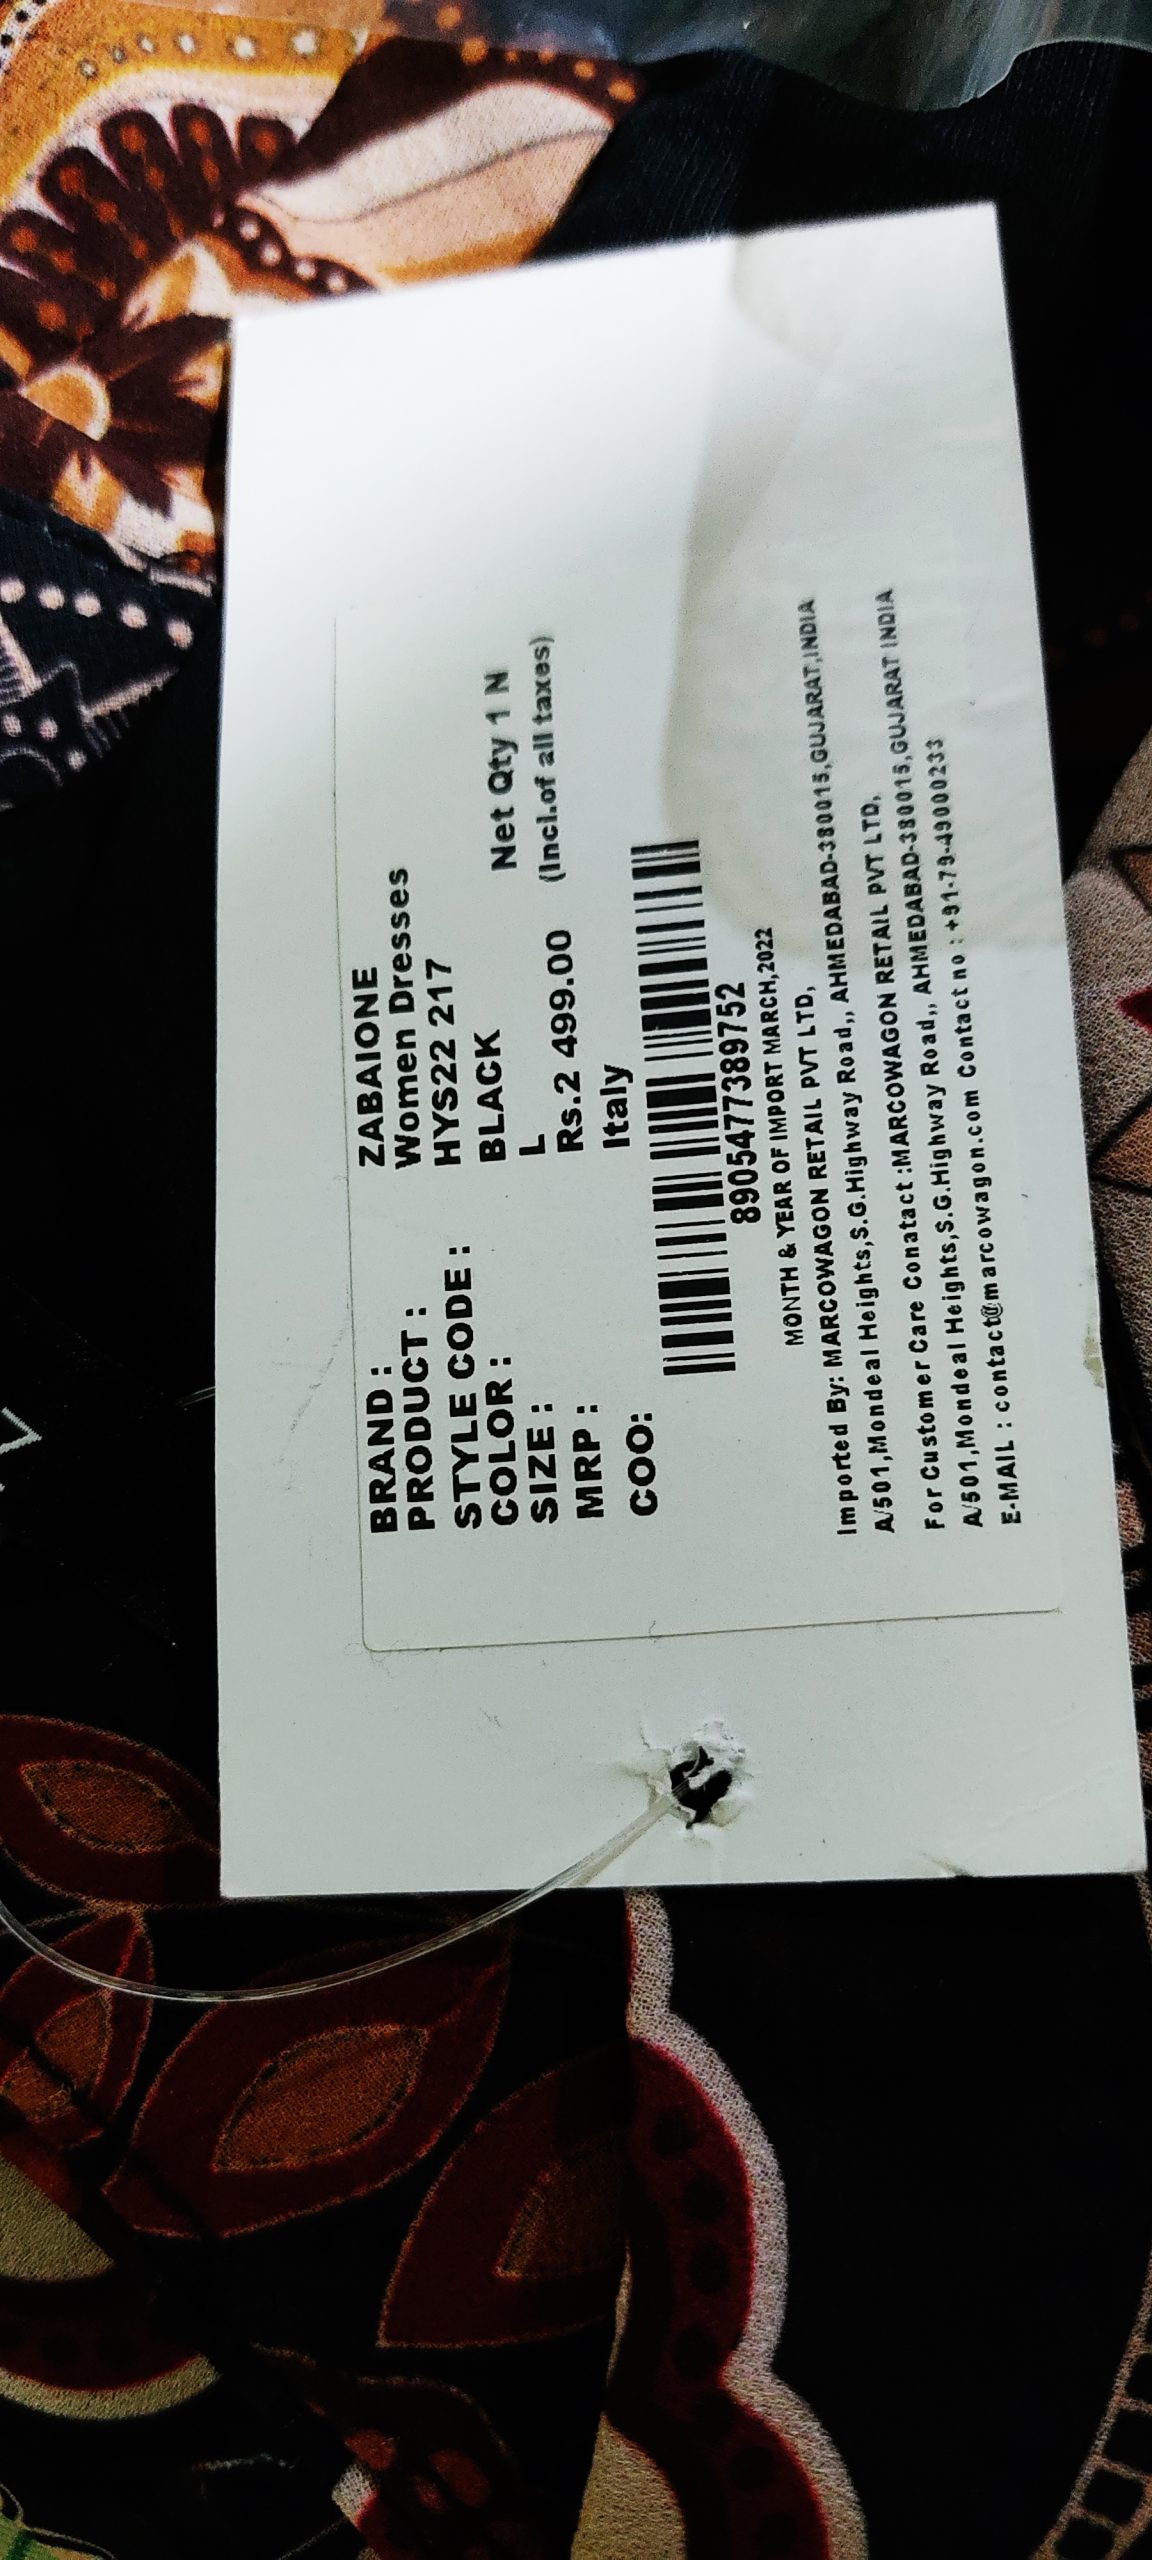 BRAND : ZABAIONE
PRODUCT : Women Dresses
STYLE CODE : HYS22 217
COLOR : BLACK
SIZE : L Net Qty 1 N
MRP : Rs.2 499.00 (Incl.of all taxes)
COO: Italy
8905477389752
MONTH & YEAR OF IMPORT MARCH,2022
Imported By: MARCOWAGON RETAIL PVT LTD,
A/501,Mondeal Heights,S.G.Highway Road,, AHMEDABAD-380015,GUJARAT,INDIA
For Customer Care Conatact :MARCOWAGON RETAIL PVT LTD,
A/501,Mondeal Heights,S.G.Highway Road,, AHMEDABAD-380015,GUJARAT INDIA
E-MAIL : contact@marcowagon.com Contact no : +91-79-49000233